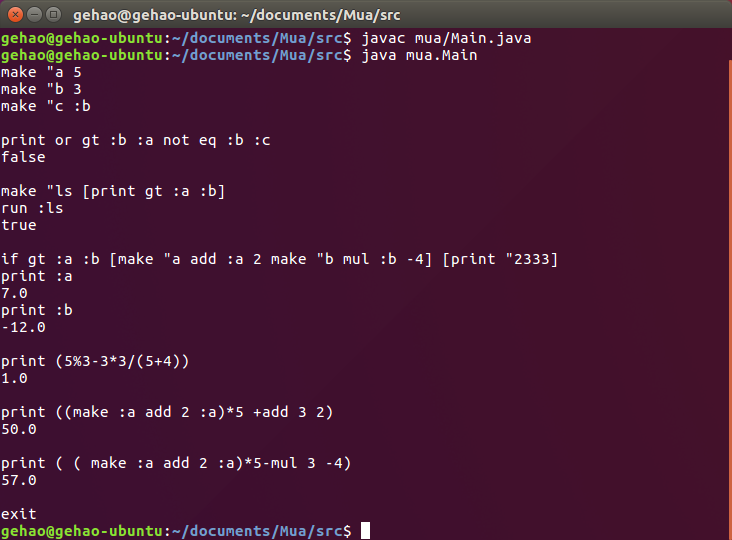 gehao@gehao-ubuntu: ~/documents/Mua/src
gehao@gehao-ubuntu:~/documents/Mua/src$ javac mua/Main.java
gehao@gehao-ubuntu:~/documents/Mua/src$ java mua.Main
make "a 5
make "b 3
make "c :b
print or gt :b :a not eq :b :c
false
make "ls [print gt :a :b]
run :ls
true
if gt :a :b [make "a add :a 2 make "b mul :b -4] [print "2333]
print :a
7.0
print :b
-12.0
print (5%3-3*3/(5+4))
1.0
print ((make :a add 2 :a)*5 +add 3 2)
50.0
print ( ( make :a add 2 :a)*5-mul 3 -4)
57.0
exit
gehao@gehao-ubuntu:~/documents/Mua/src$